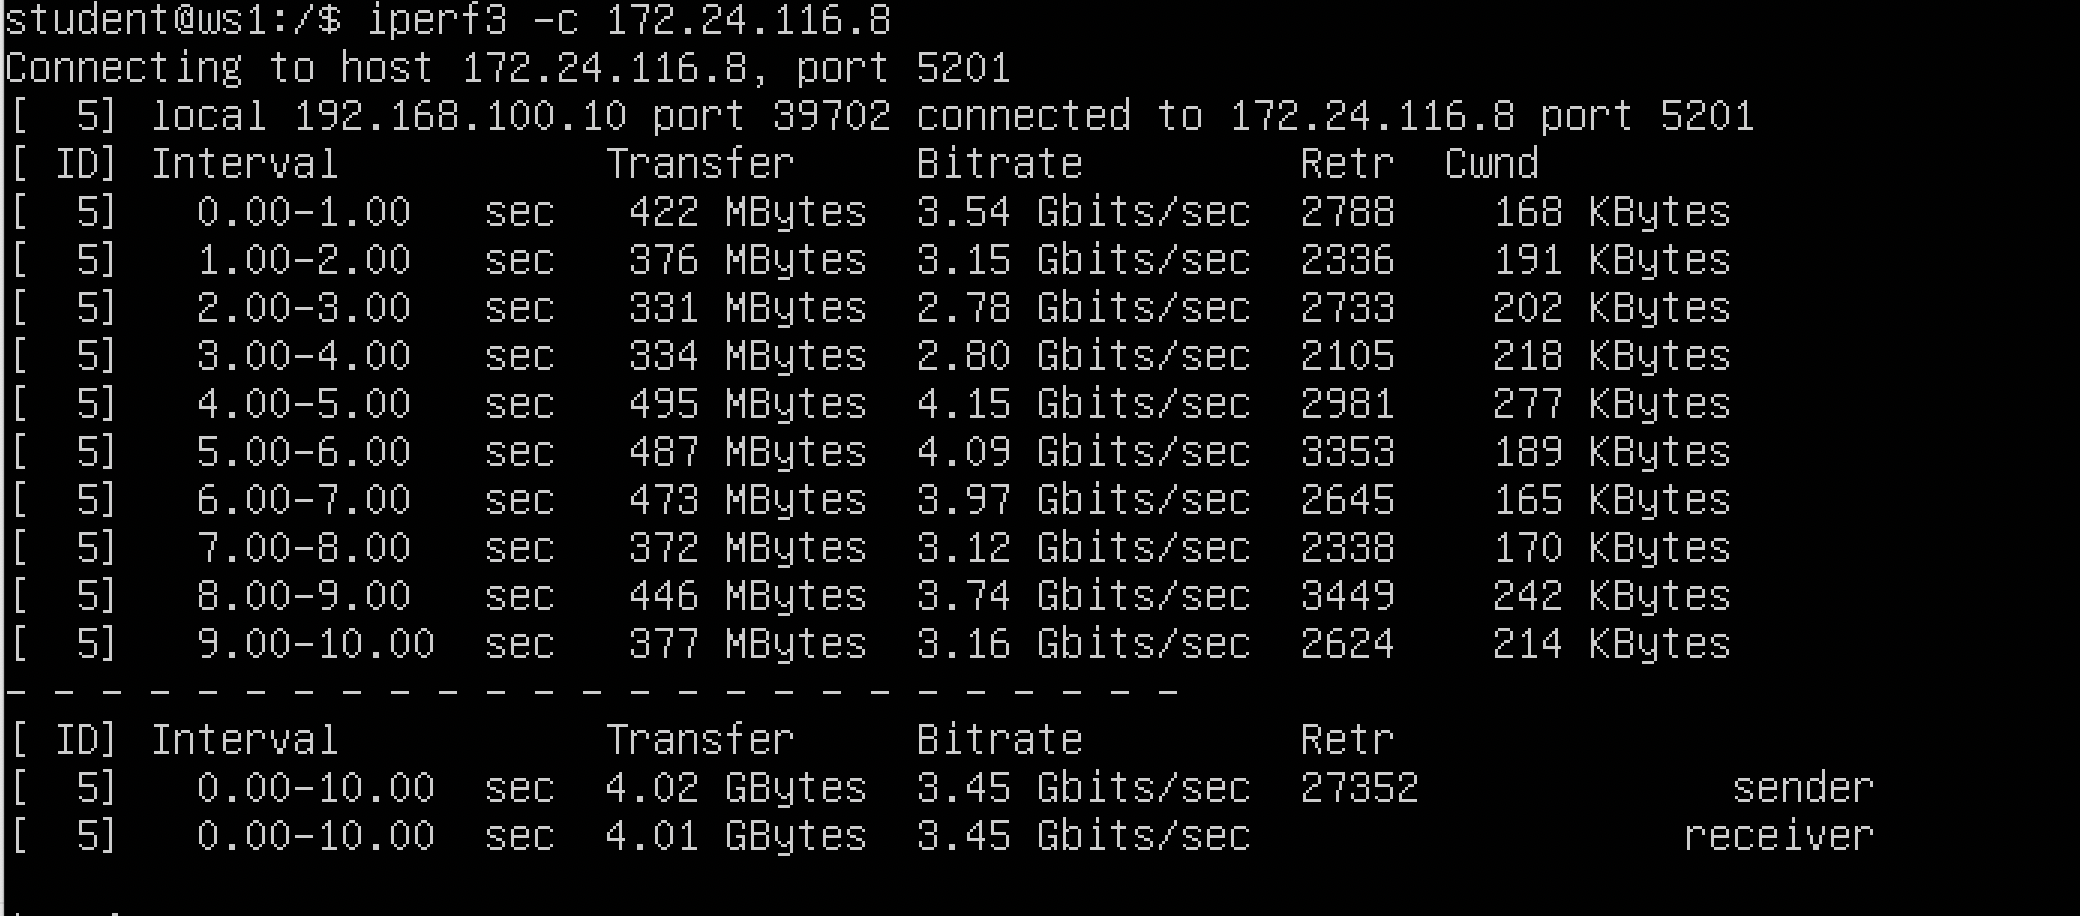 student@ws1:/$ iperf3 -c 172.24.116.8
Connecting to host 172.24.116.8, port 5201
[  5] local 192.168.100.10 port 39702 connected to 172.24.116.8 port 5201
[ ID] Interval           Transfer     Bitrate         Retr  Cwnd
[  5]   0.00-1.00   sec   422 MBytes  3.54 Gbits/sec  2788    168 KBytes
[  5]   1.00-2.00   sec   376 MBytes  3.15 Gbits/sec  2336    191 KBytes
[  5]   2.00-3.00   sec   331 MBytes  2.78 Gbits/sec  2733    202 KBytes
[  5]   3.00-4.00   sec   334 MBytes  2.80 Gbits/sec  2105    218 KBytes
[  5]   4.00-5.00   sec   495 MBytes  4.15 Gbits/sec  2981    277 KBytes
[  5]   5.00-6.00   sec   487 MBytes  4.09 Gbits/sec  3353    189 KBytes
[  5]   6.00-7.00   sec   473 MBytes  3.97 Gbits/sec  2645    165 KBytes
[  5]   7.00-8.00   sec   372 MBytes  3.12 Gbits/sec  2338    170 KBytes
[  5]   8.00-9.00   sec   446 MBytes  3.74 Gbits/sec  3449    242 KBytes
[  5]   9.00-10.00  sec   377 MBytes  3.16 Gbits/sec  2624    214 KBytes
- - - - - - - - - - - - - - - - - - - - - - - - -
[ ID] Interval           Transfer     Bitrate         Retr
[  5]   0.00-10.00  sec  4.02 GBytes  3.45 Gbits/sec  27352             sender
[  5]   0.00-10.00  sec  4.01 GBytes  3.45 Gbits/sec                  receiver